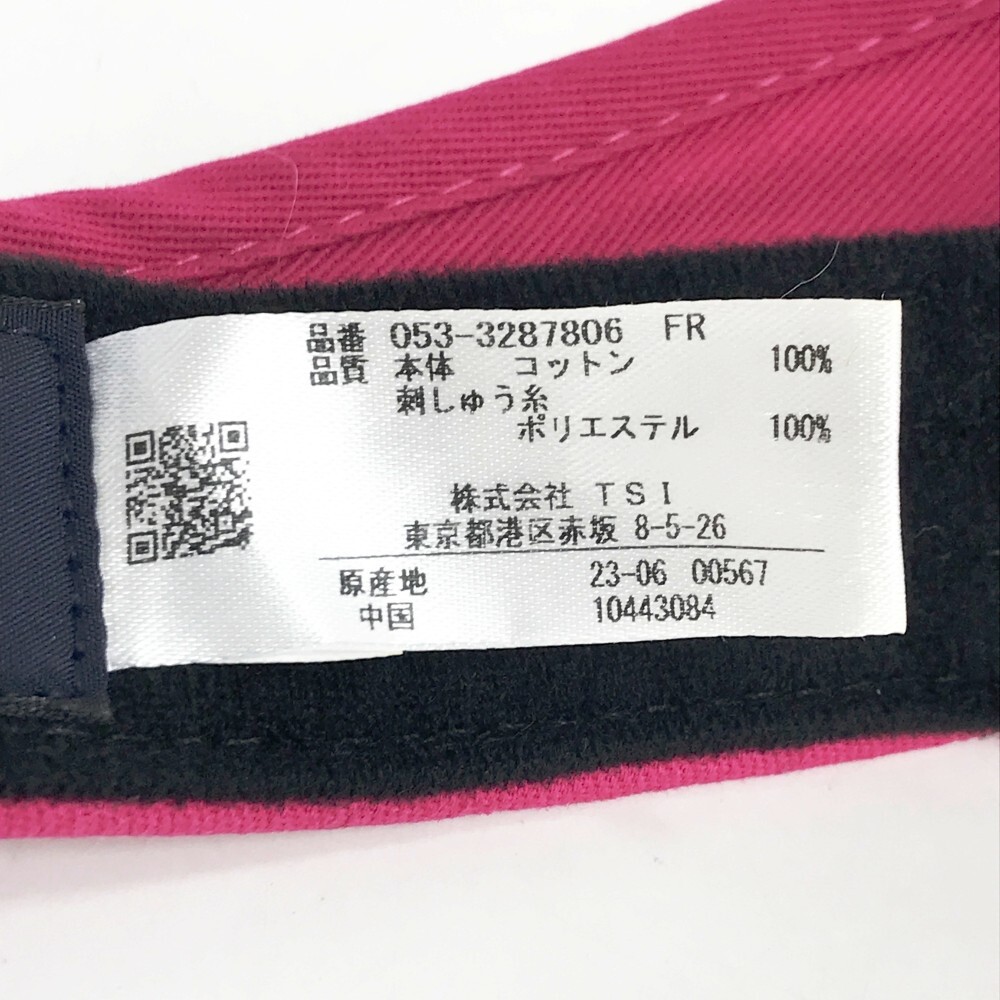 品番 053-3287806 FR
品質 本体 コットン 100%
刺しゅう糸
ポリエステル 100%
株式会社 TSI
東京都港区赤坂 8-5-26
原産地 23-06 00567
中国 10443084